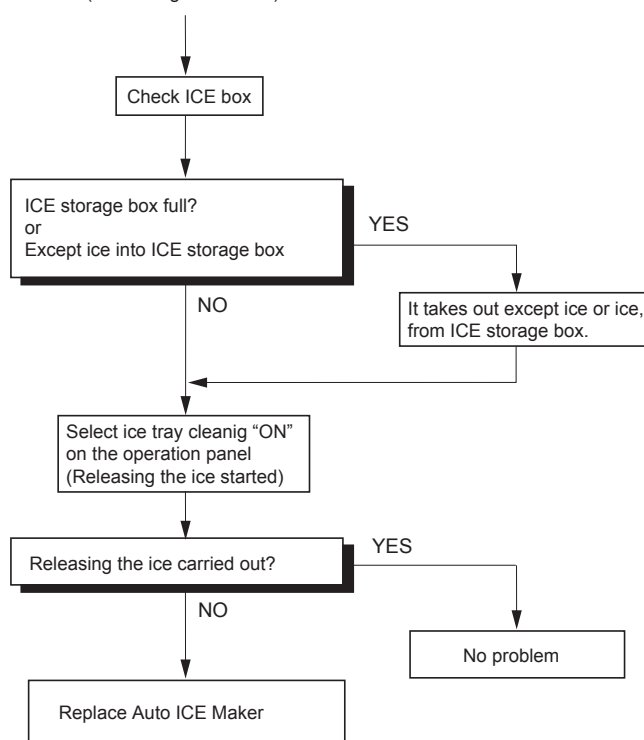 Check ICE box
ICE storage box full?
or
Except ice into ICE storage box
YES
NO
It takes out except ice or ice,
from ICE storage box.
Select ice tray cleanig “ON”
on the operation panel
(Releasing the ice started)
Releasing the ice carried out?
YES
NO
No problem
Replace Auto ICE Maker